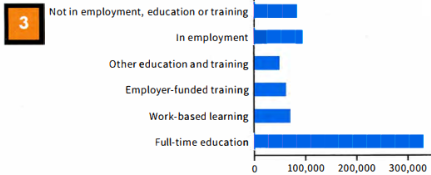 3
Not in employment, education or training
In employment
Other education and training
Employer-funded training
Work-based learning
Full-time education
0 100,000 200,000 300,000